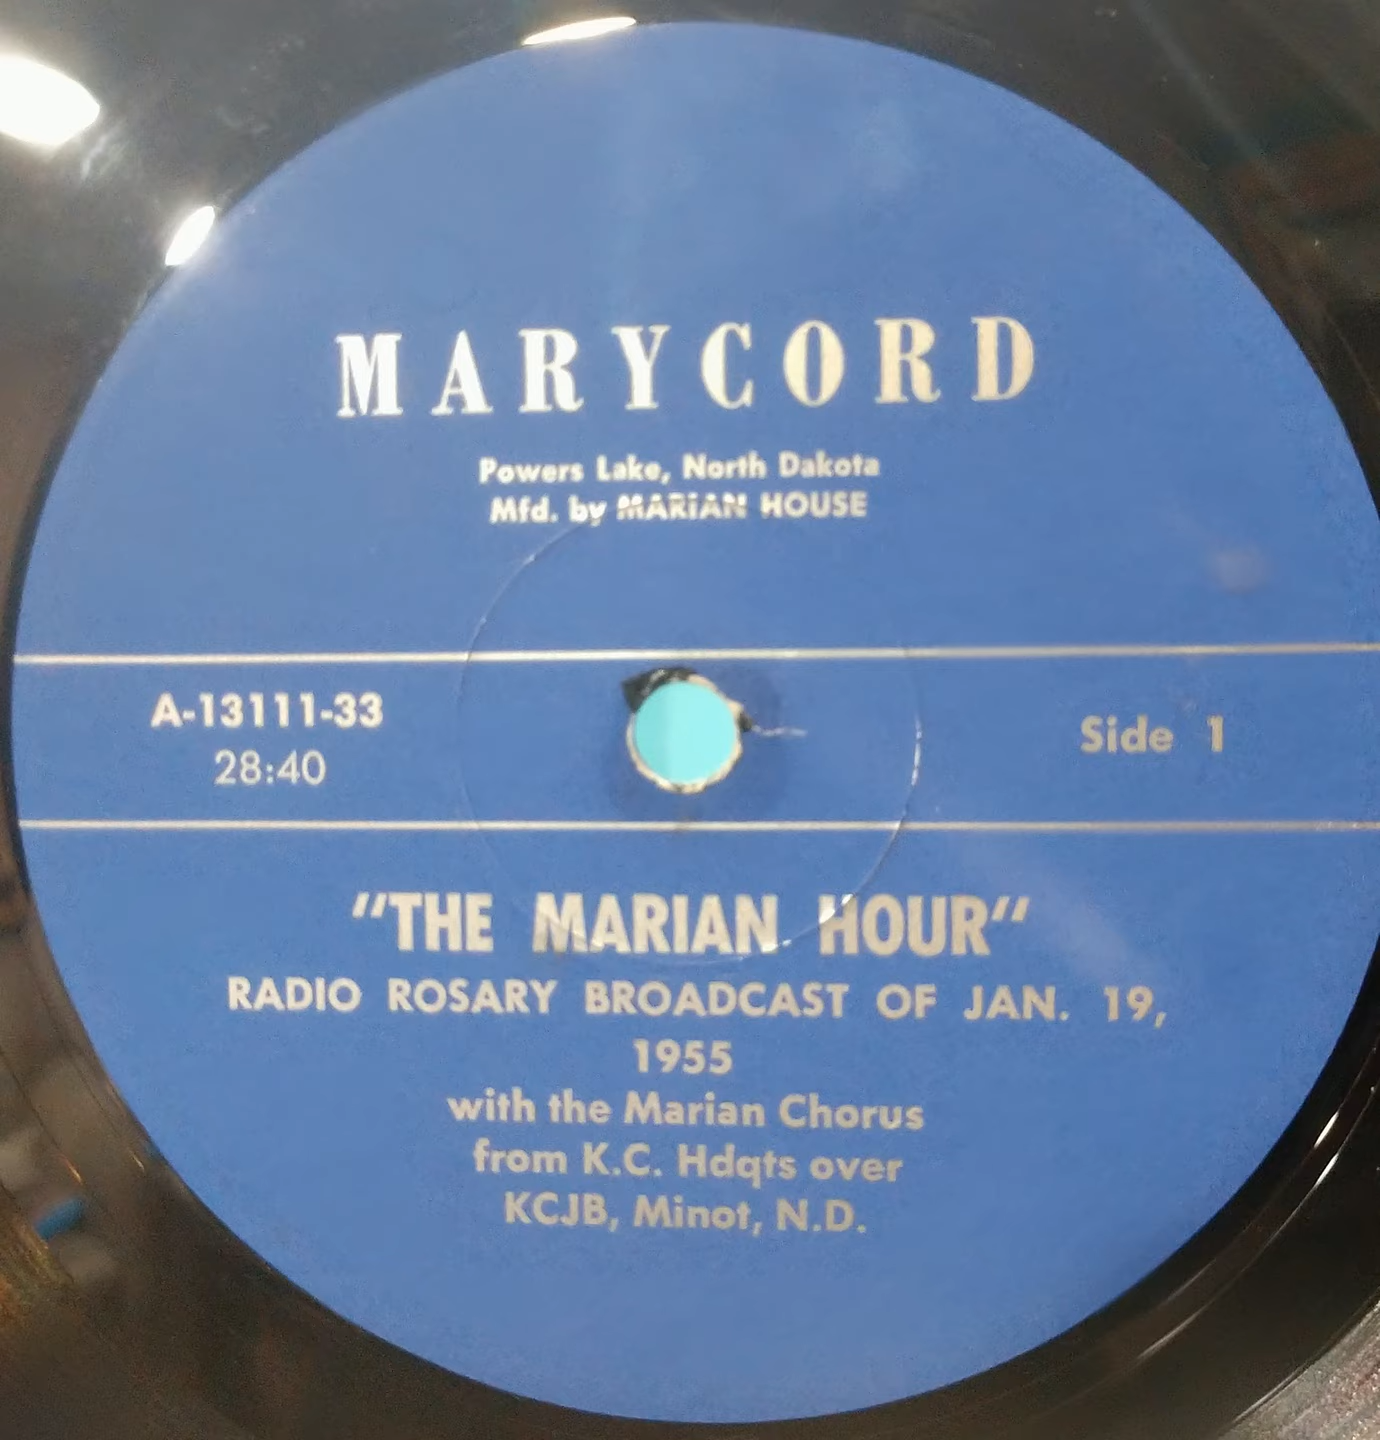 MARYCORD
Powers Lake, North Dakota
Mfd. by MARIAN HOUSE
A-13111-33
28:40
Side 1
"THE MARIAN HOUR"
RADIO ROSARY BROADCAST OF JAN. 19,
1955
with the Marian Chorus
from K.C. Hdqts over
KCJB, Minot, N.D.